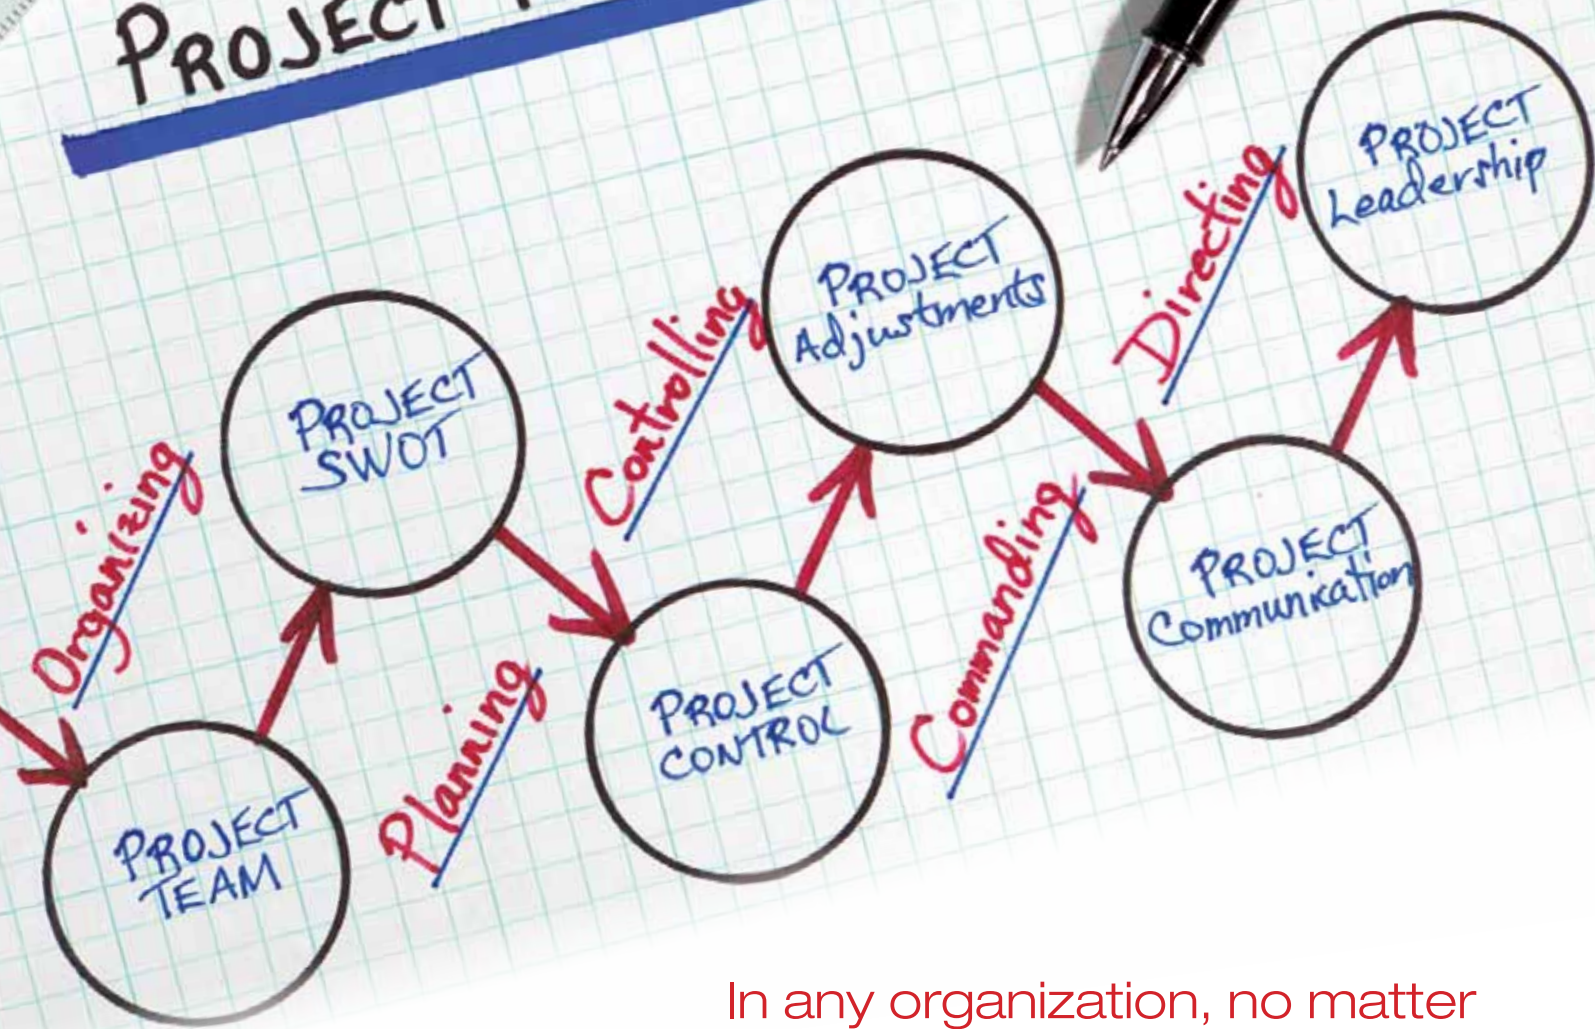 PROJECT
PROJECT
Leadership
Directing
PROJECT
Adjustments
Controlling
PROJECT
SWOT
Organizing
PROJECT
Communication
Commanding
PROJECT
CONTROL
Planning
PROJECT
TEAM
In any organization, no matter